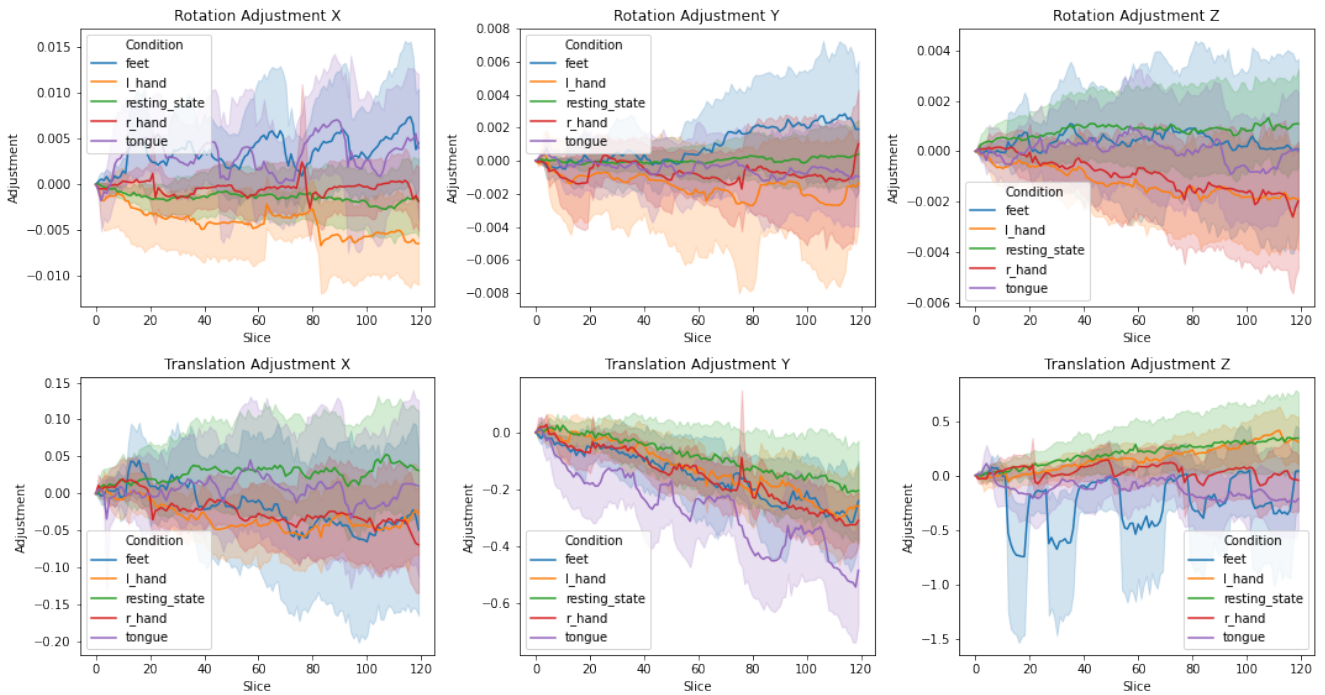 Rotation Adjustment X
0.015
0.010
0.005
0.000
−0.005
−0.010
Adjustment
Condition
feet
l_hand
resting_state
r_hand
tongue
0 20 40 60 80 100 120
Slice
Rotation Adjustment Y
0.008
0.006
0.004
0.002
0.000
−0.002
−0.004
−0.006
−0.008
Adjustment
Condition
feet
l_hand
resting_state
r_hand
tongue
0 20 40 60 80 100 120
Slice
Rotation Adjustment Z
0.004
0.002
0.000
−0.002
−0.004
−0.006
Adjustment
Condition
feet
l_hand
resting_state
r_hand
tongue
0 20 40 60 80 100 120
Slice
Translation Adjustment X
0.15
0.10
0.05
0.00
−0.05
−0.10
−0.15
−0.20
Adjustment
Condition
feet
l_hand
resting_state
r_hand
tongue
0 20 40 60 80 100 120
Slice
Translation Adjustment Y
0.0
−0.2
−0.4
−0.6
Adjustment
Condition
feet
l_hand
resting_state
r_hand
tongue
0 20 40 60 80 100 120
Slice
Translation Adjustment Z
0.5
0.0
−0.5
−1.0
−1.5
Adjustment
Condition
feet
l_hand
resting_state
r_hand
tongue
0 20 40 60 80 100 120
Slice